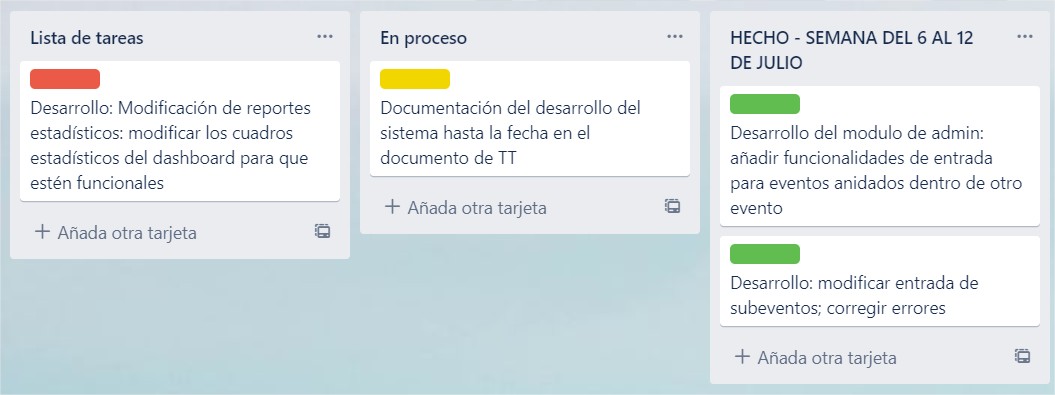 Lista de tareas
Desarrollo: Modificación de reportes
estadísticos: modificar los cuadros
estadísticos del dashboard para que
estén funcionales
+ Añada otra tarjeta
En proceso
Documentación del desarrollo del
sistema hasta la fecha en el
documento de TT
+ Añada otra tarjeta
HECHO - SEMANA DEL 6 AL 12
DE JULIO
Desarrollo del modulo de admin:
añadir funcionalidades de entrada
para eventos anidados dentro de otro
evento
Desarrollo: modificar entrada de
subeventos; corregir errores
+ Añada otra tarjeta